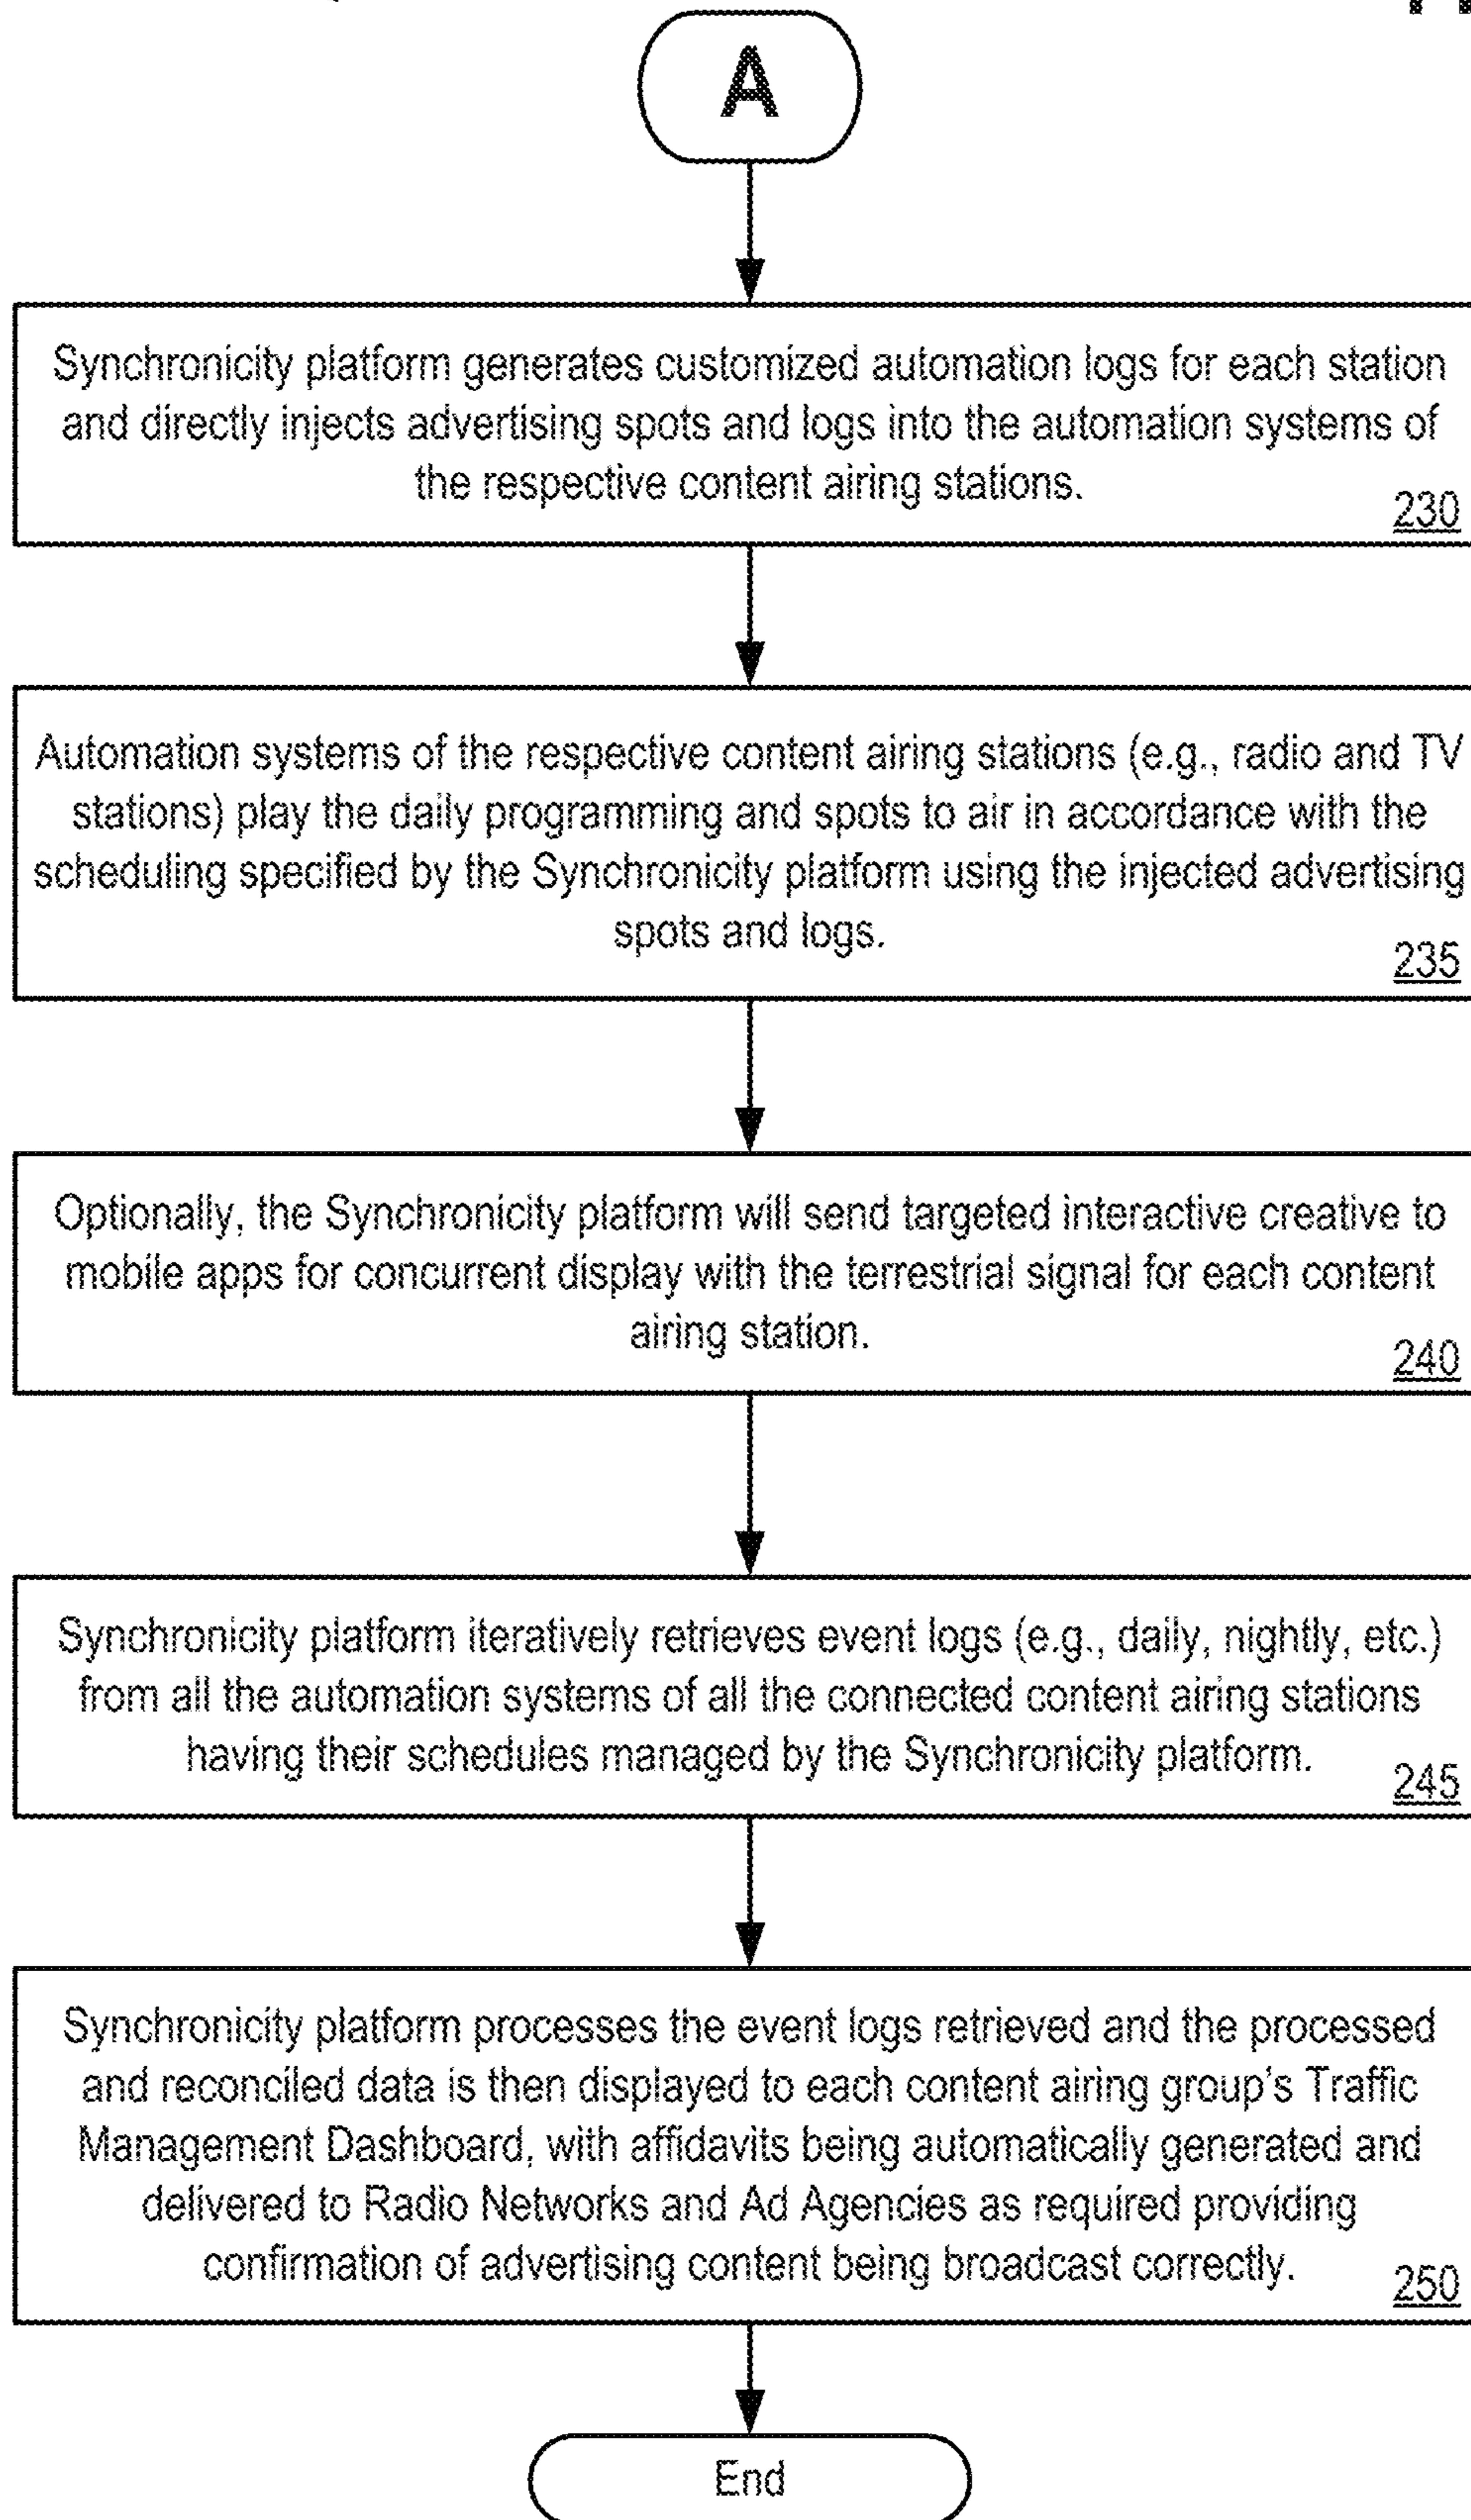 A
Synchronicity platform generates customized automation logs for each station
and directly injects advertising spots and logs into the automation systems of
the respective content airing stations.
230
Automation systems of the respective content airing stations (e.g., radio and TV
stations) play the daily programming and spots to air in accordance with the
scheduling specified by the Synchronicity platform using the injected advertising
spots and logs.
235
Optionally, the Synchronicity platform will send targeted interactive creative to
mobile apps for concurrent display with the terrestrial signal for each content
airing station.
240
Synchronicity platform iteratively retrieves event logs (e.g., daily, nightly, etc.)
from all the automation systems of all the connected content airing stations
having their schedules managed by the Synchronicity platform.
245
Synchronicity platform processes the event logs retrieved and the processed
and reconciled data is then displayed to each content airing group's Traffic
Management Dashboard, with affidavits being automatically generated and
delivered to Radio Networks and Ad Agencies as required providing
confirmation of advertising content being broadcast correctly.
250
End